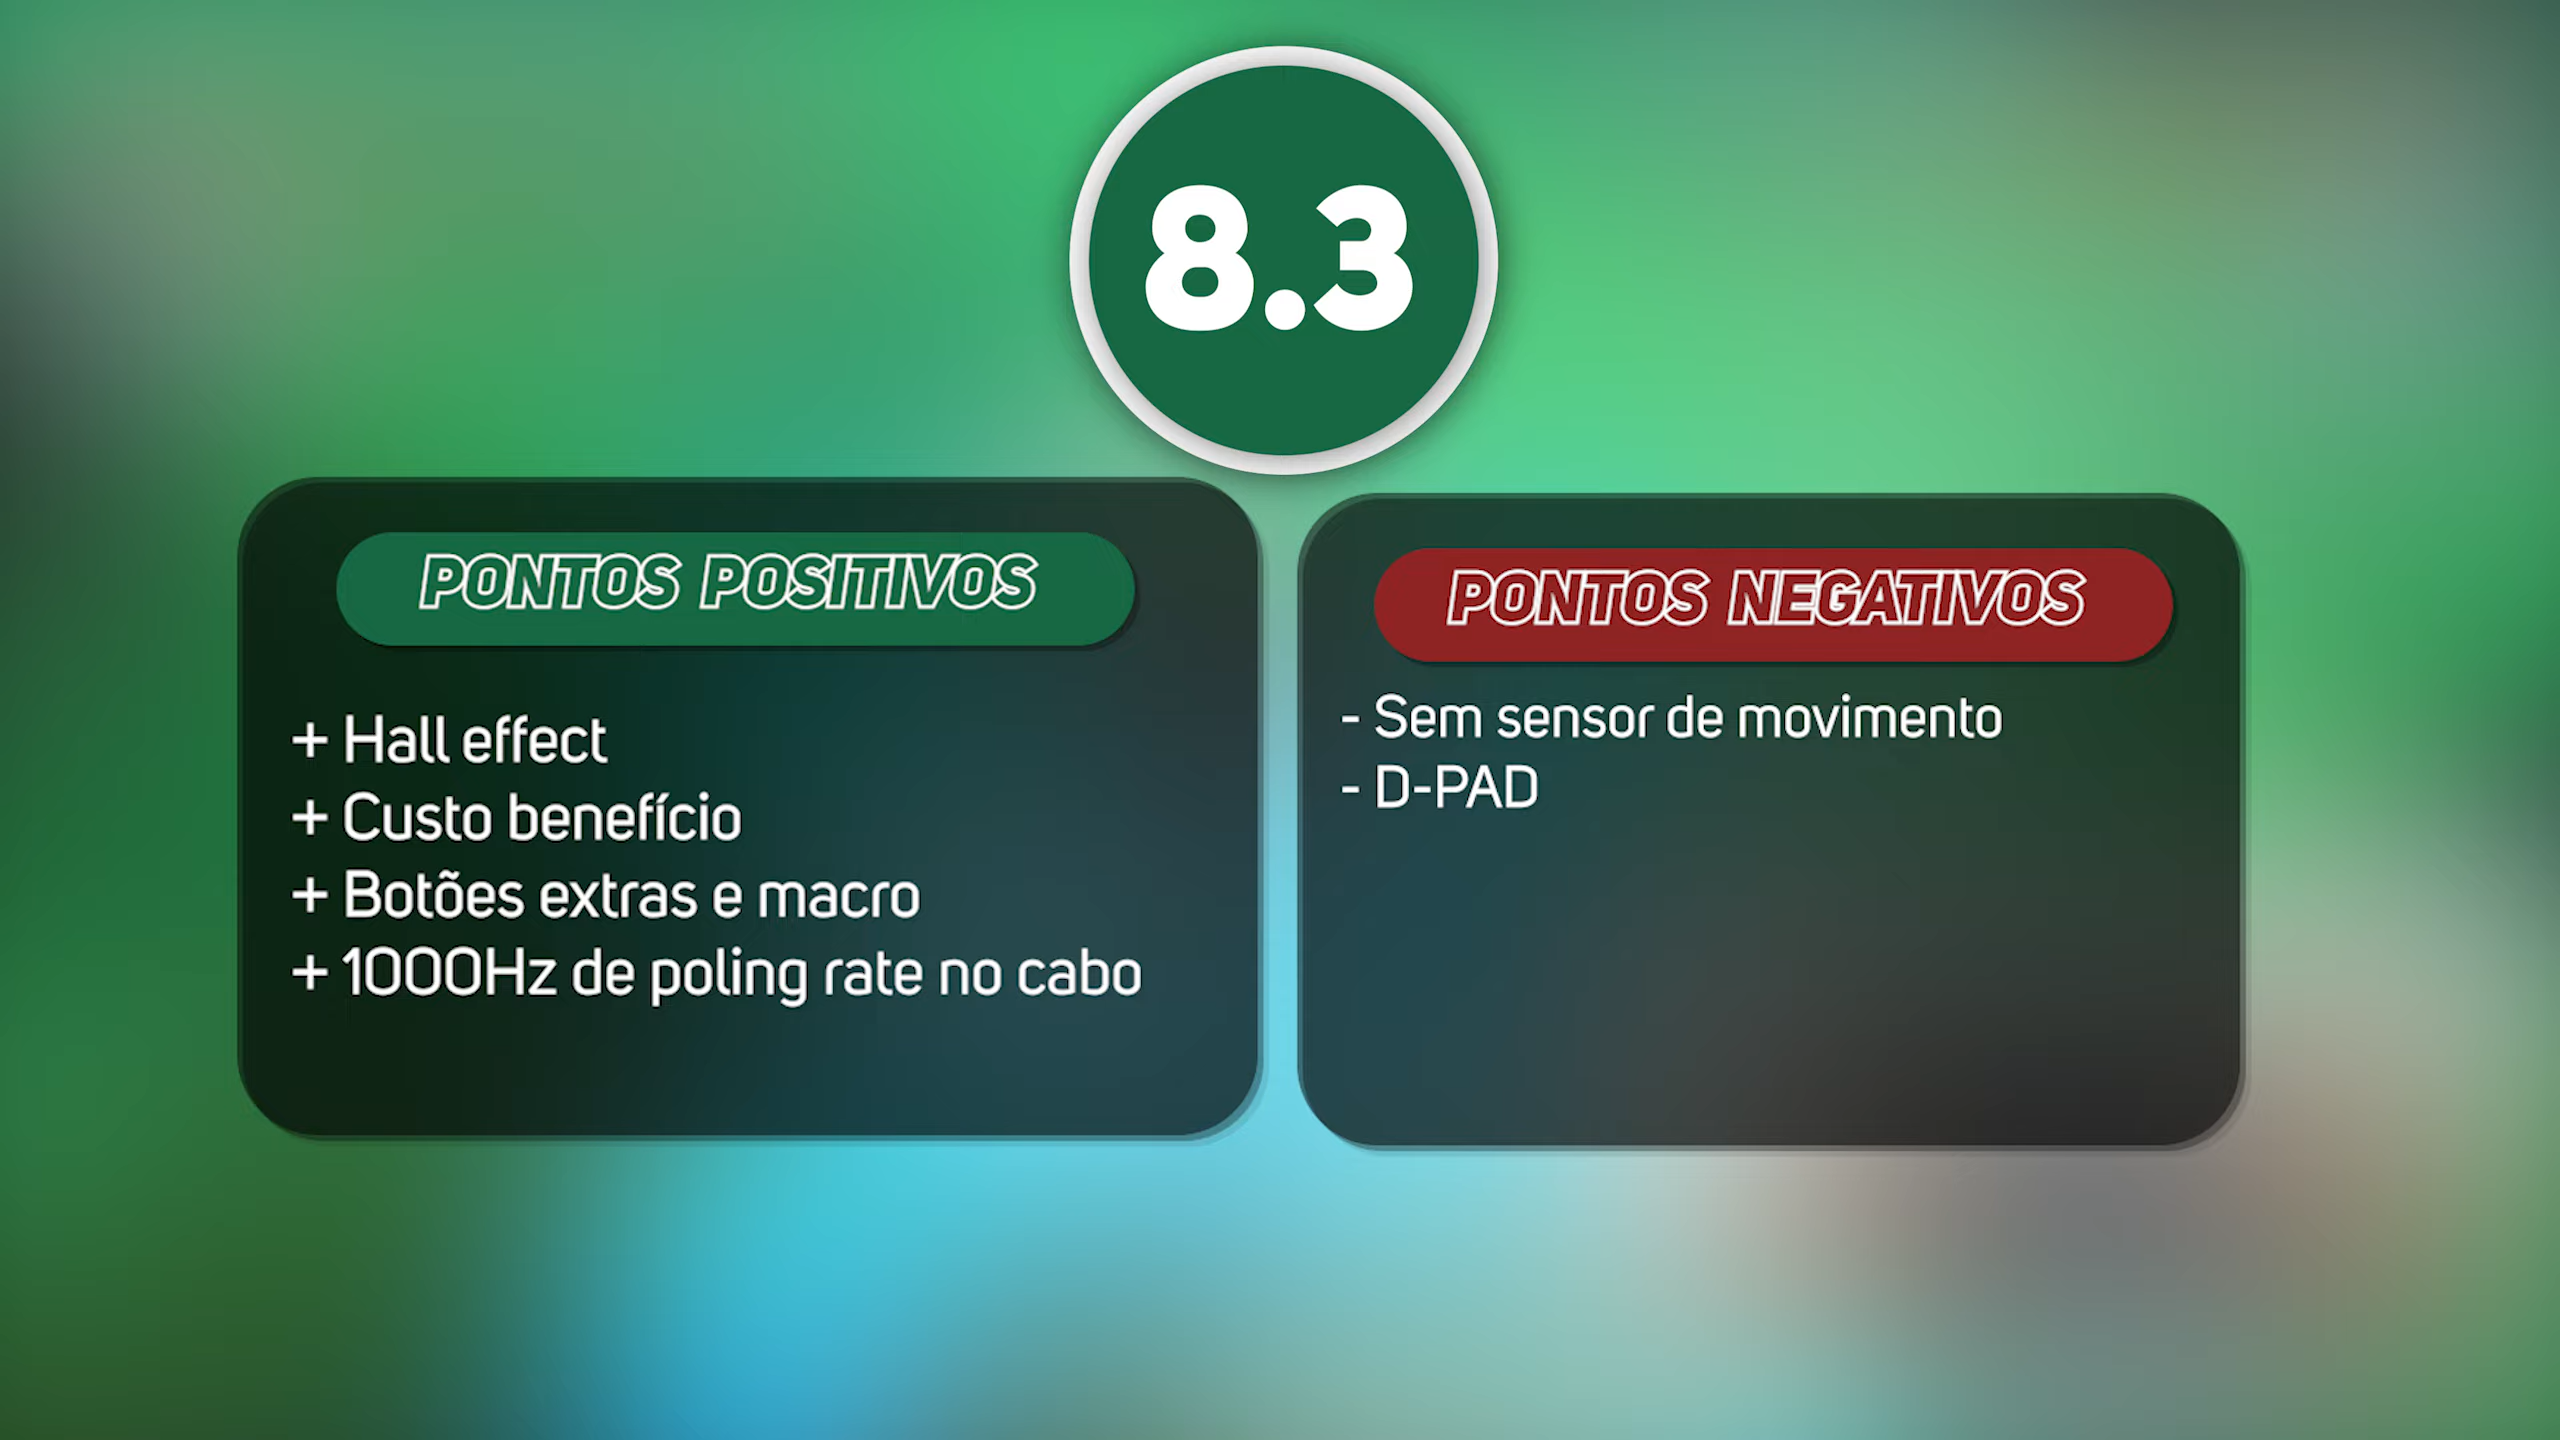 8.3
PONTOS POSITIVOS
+ Hall effect
+ Custo benefício
+ Botões extras e macro
+ 1000Hz de poling rate no cabo
PONTOS NEGATIVOS
- Sem sensor de movimento
- D-PAD